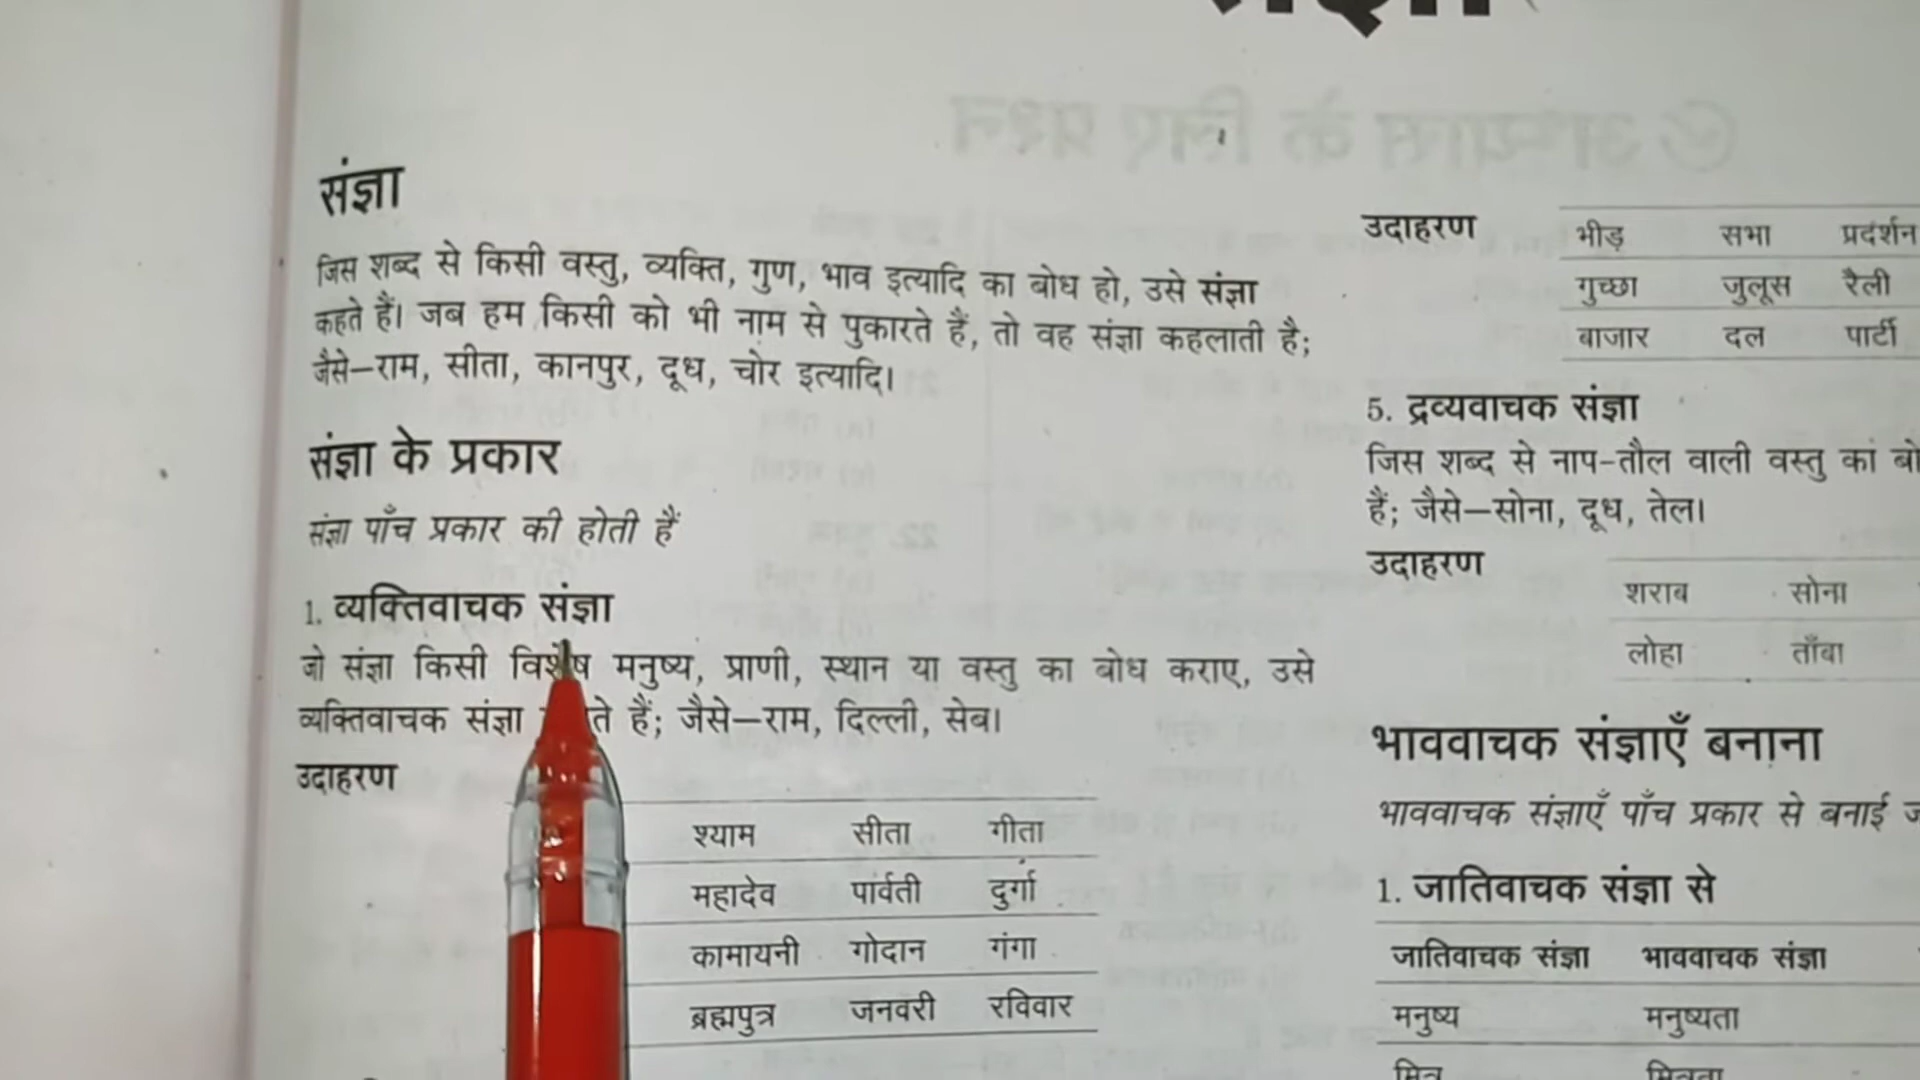 संज्ञा
जिस शब्द से किसी वस्तु, व्यक्ति, गुण, भाव इत्यादि का बोध हो, उसे संज्ञा
कहते हैं। जब हम किसी को भी नाम से पुकारते हैं, तो वह संज्ञा कहलाती है;
जैसे—राम, सीता, कानपुर, दूध, चोर इत्यादि।
संज्ञा के प्रकार
संज्ञा पाँच प्रकार की होती हैं
1. व्यक्तिवाचक संज्ञा
जो संज्ञा किसी विशेष मनुष्य, प्राणी, स्थान या वस्तु का बोध कराए, उसे
व्यक्तिवाचक संज्ञा हैं; जैसे—राम, दिल्ली, सेब।
उदाहरण
श्याम सीता गीता
महादेव पार्वती दुर्गा
कामायनी गोदान गंगा
ब्रह्मपुत्र जनवरी रविवार
उदाहरण
भीड़ सभा प्रदर्शन
गुच्छा जुलूस रैली
बाजार दल पार्टी
5. द्रव्यवाचक संज्ञा
जिस शब्द से नाप-तौल वाली वस्तु का
हैं; जैसे—सोना, दूध, तेल।
उदाहरण
शराब सोना
लोहा ताँबा
भाववाचक संज्ञाएँ बनाना
भाववाचक संज्ञाएँ पाँच प्रकार से बनाई
1. जातिवाचक संज्ञा से
जातिवाचक संज्ञा भाववाचक संज्ञा
मनुष्य मनुष्यता
मित्र मित्रता